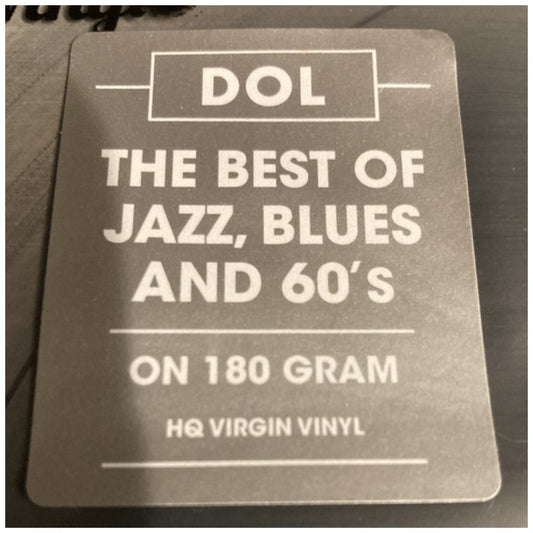 DOL
THE BEST OF
JAZZ, BLUES
AND 60's
ON 180 GRAM
HQ VIRGIN VINYL